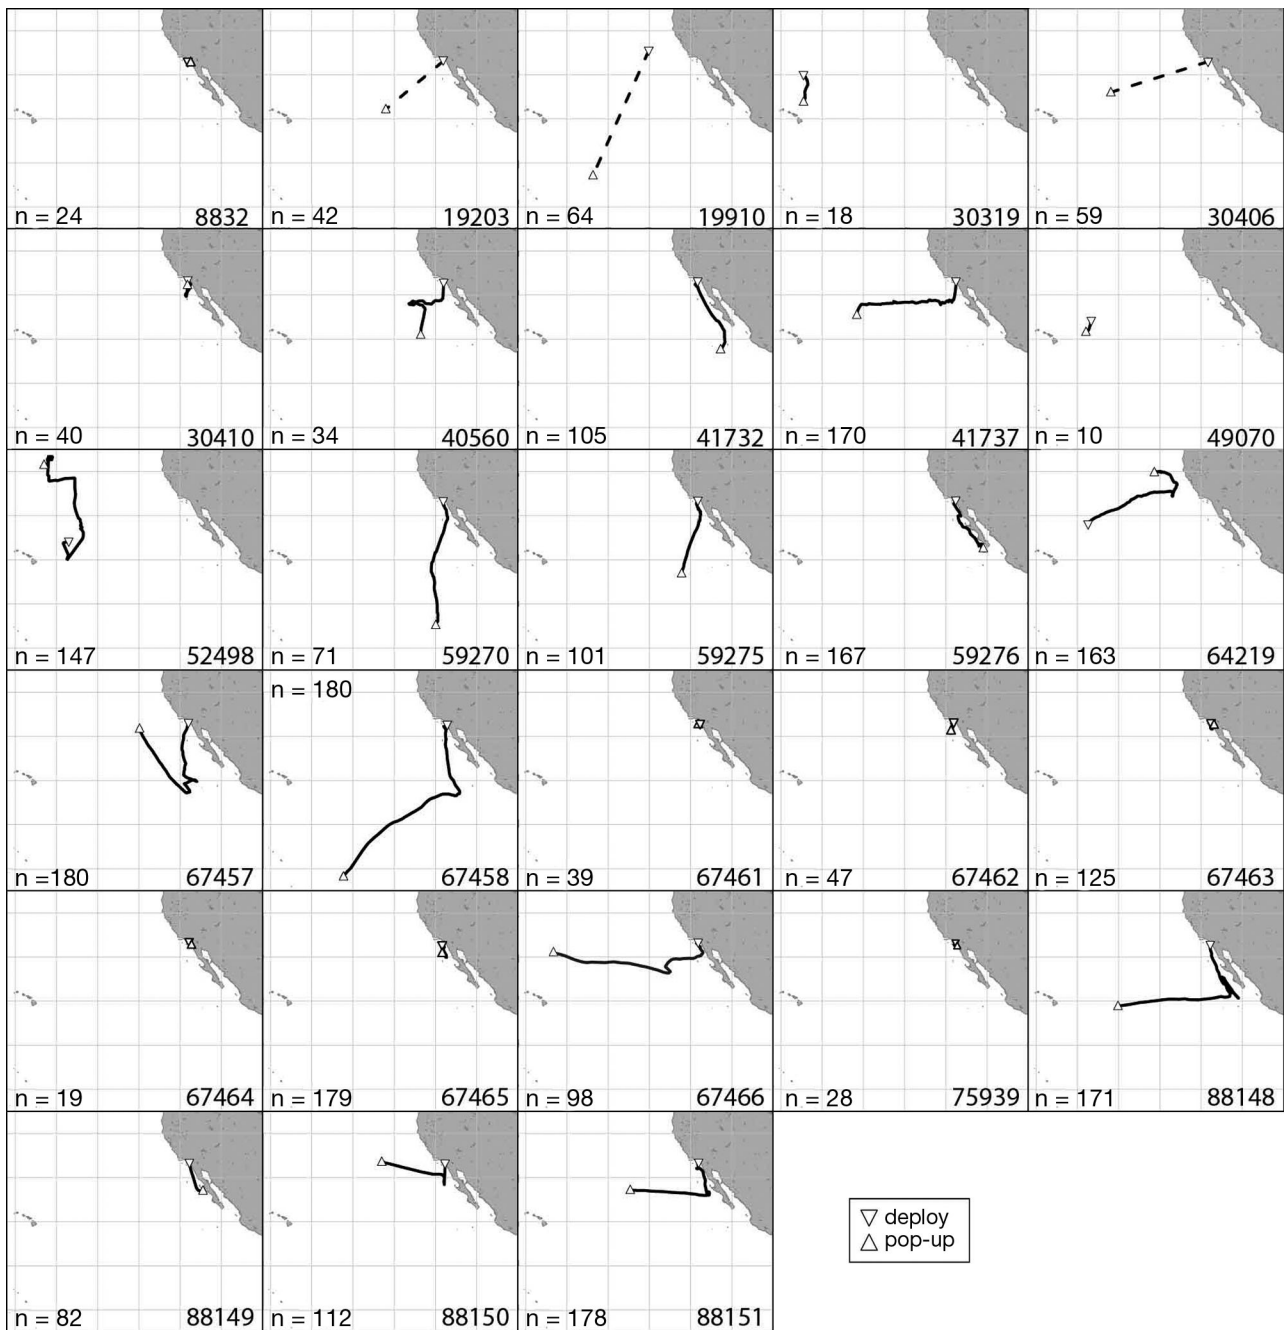 n = 24 8832
n = 42 19203
n = 64 19910
n = 18 30319
n = 59 30406
n = 40 30410
n = 34 40560
n = 105 41732
n = 170 41737
n = 10 49070
n = 147 52498
n = 71 59270
n = 101 59275
n = 167 59276
n = 163 64219
n =180 67457
n = 180
67458
n = 39 67461
n = 47 67462
n = 125 67463
n = 19 67464
n = 179 67465
n = 98 67466
n = 28 75939
n = 171 88148
n = 82 88149
n = 112 88150
n = 178 88151
deploy
pop-up